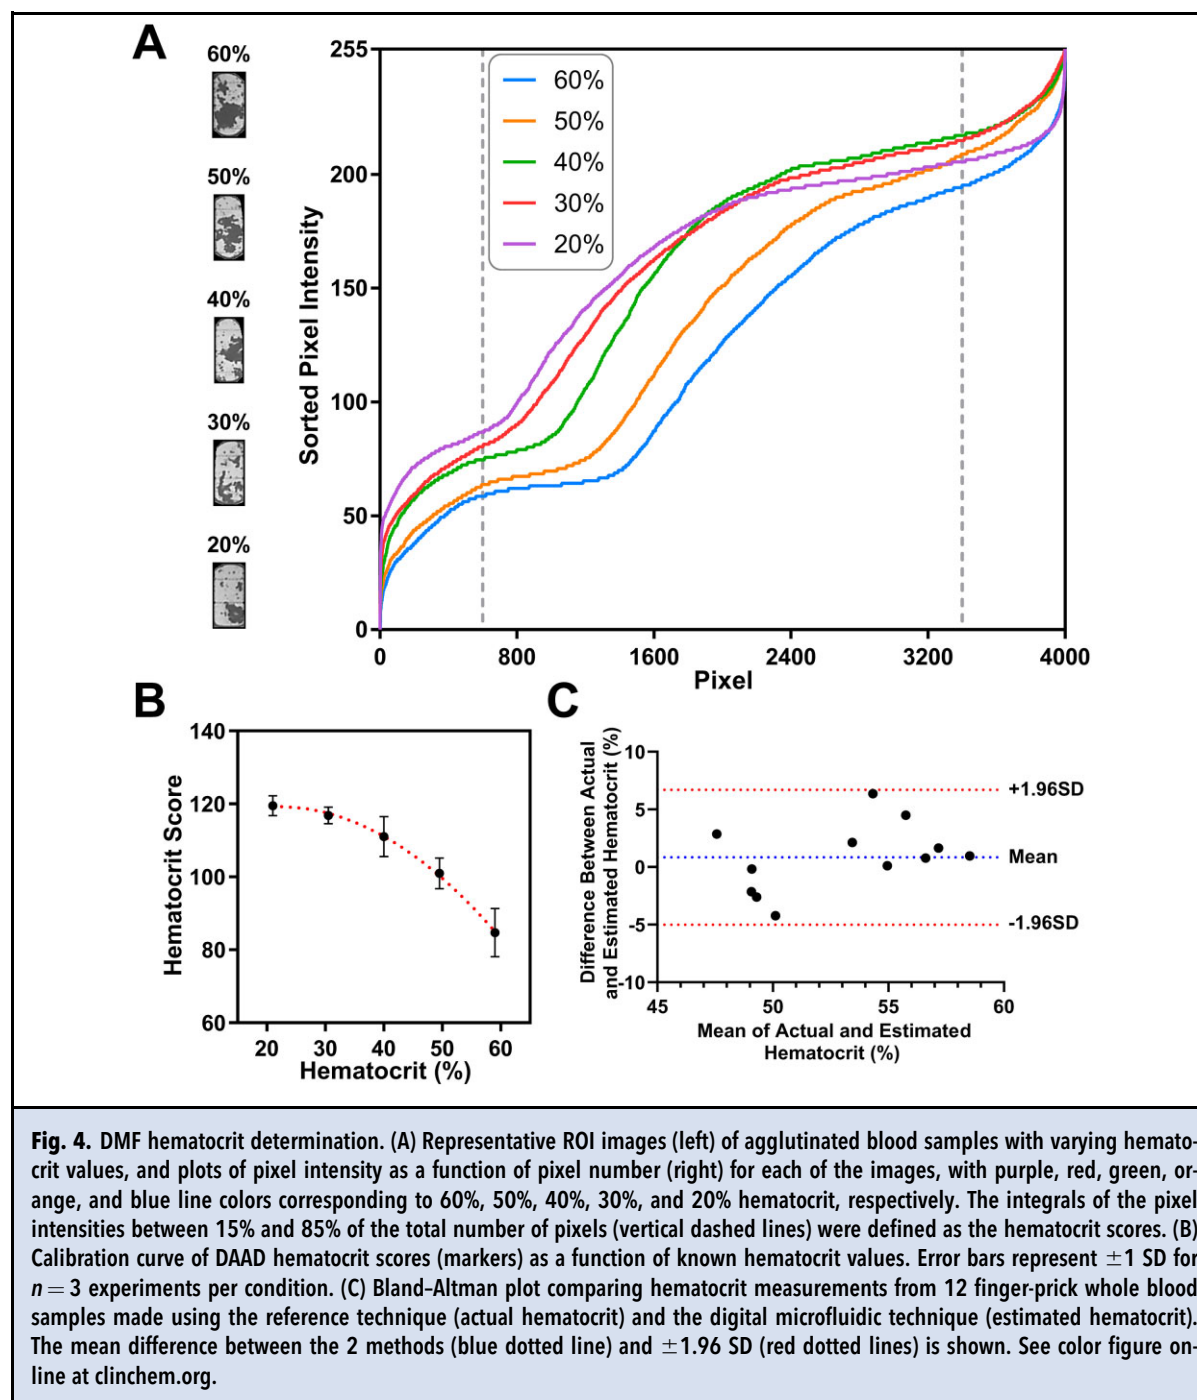 A
60%
50%
40%
30%
20%
255
200
150
100
50
0
Sorted Pixel Intensity
60%
50%
40%
30%
20%
0 800 1600 2400 3200 4000
Pixel
B
140
120
100
80
60
Hematocrit Score
20 30 40 50 60
Hematocrit (%)
C
10
5
0
-5
-10
Difference Between Actual
and Estimated Hematocrit (%)
+1.96SD
Mean
-1.96SD
45 50 55 60
Mean of Actual and Estimated
Hematocrit (%)
Fig. 4. DMF hematocrit determination. (A) Representative ROI images (left) of agglutinated blood samples with varying hemato-
crit values, and plots of pixel intensity as a function of pixel number (right) for each of the images, with purple, red, green, or-
ange, and blue line colors corresponding to 60%, 50%, 40%, 30%, and 20% hematocrit, respectively. The integrals of the pixel
intensities between 15% and 85% of the total number of pixels (vertical dashed lines) were defined as the hematocrit scores. (B)
Calibration curve of DAAD hematocrit scores (markers) as a function of known hematocrit values. Error bars represent ±1 SD for
n = 3 experiments per condition. (C) Bland–Altman plot comparing hematocrit measurements from 12 finger-prick whole blood
samples made using the reference technique (actual hematocrit) and the digital microfluidic technique (estimated hematocrit).
The mean difference between the 2 methods (blue dotted line) and ±1.96 SD (red dotted lines) is shown. See color figure on-
line at clinchem.org.